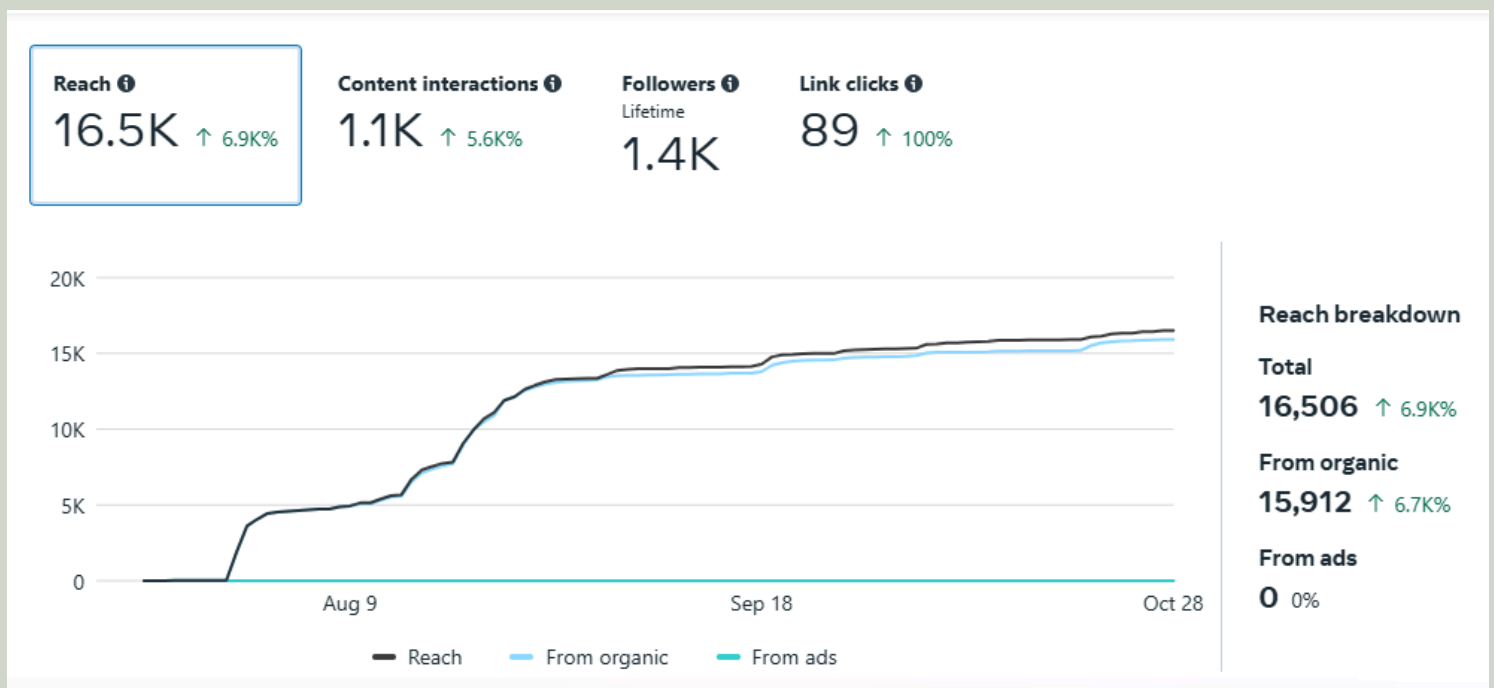 Reach
16.5K ↑ 6.9K%
Content interactions
1.1K ↑ 5.6K%
Followers
Lifetime
1.4K
Link clicks
89 ↑ 100%
20K
15K
10K
5K
0
Aug 9 Sep 18 Oct 28
Reach From organic From ads
Reach breakdown
Total
16,506 ↑ 6.9K%
From organic
15,912 ↑ 6.7K%
From ads
0 0%